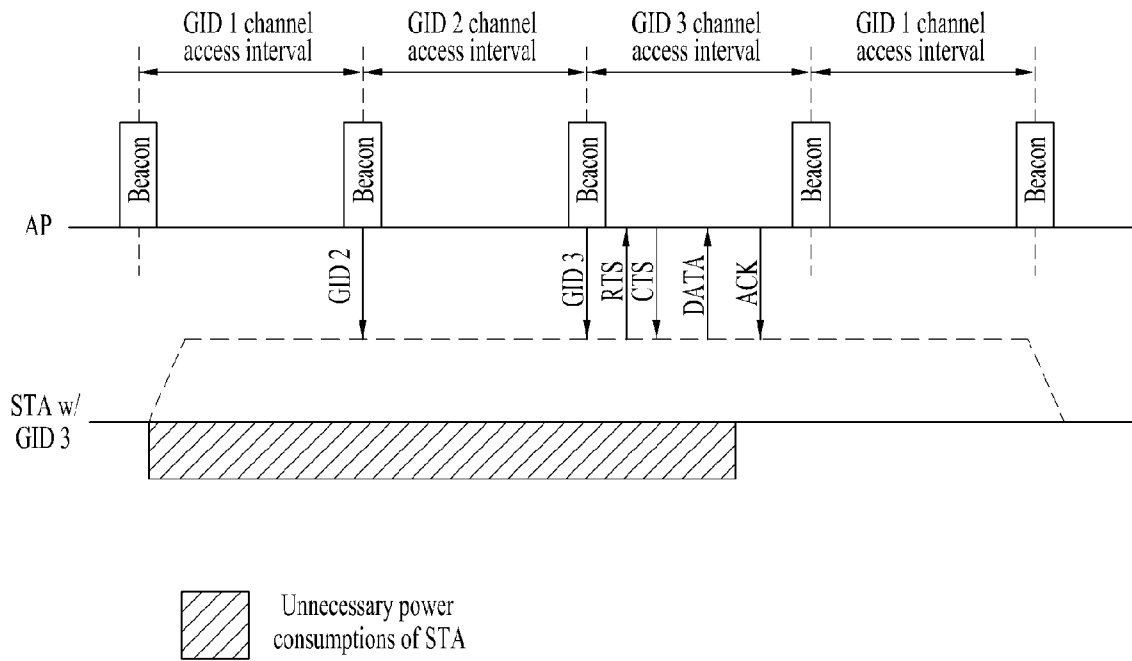 GID 1 channel
access interval
GID 2 channel
access interval
GID 3 channel
access interval
GID 1 channel
access interval
Beacon
Beacon
Beacon
Beacon
Beacon
AP
GID 2
GID 3
RTS
CTS
DATA
ACK
STA w/
GID 3
Unnecessary power
consumptions of STA